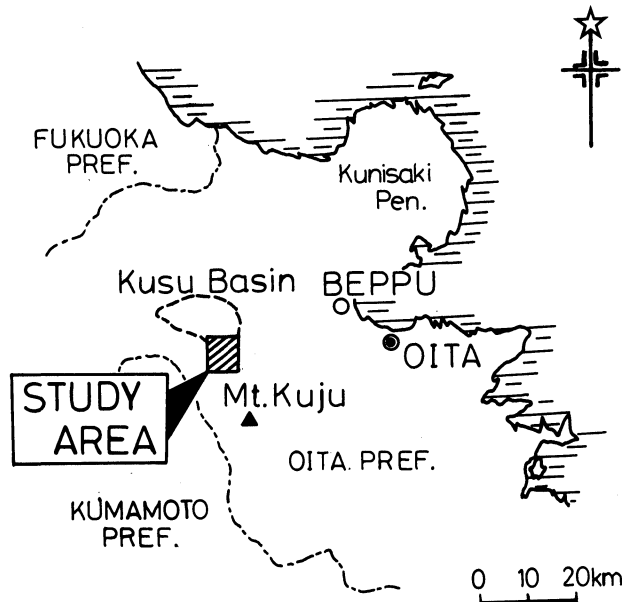 FUKUOKA
PREF.
Kunisaki
Pen.
Kusu Basin
BEPPU
OITA
STUDY
AREA
Mt.Kuju
OITA PREF.
KUMAMOTO
PREF.
0 10 20km